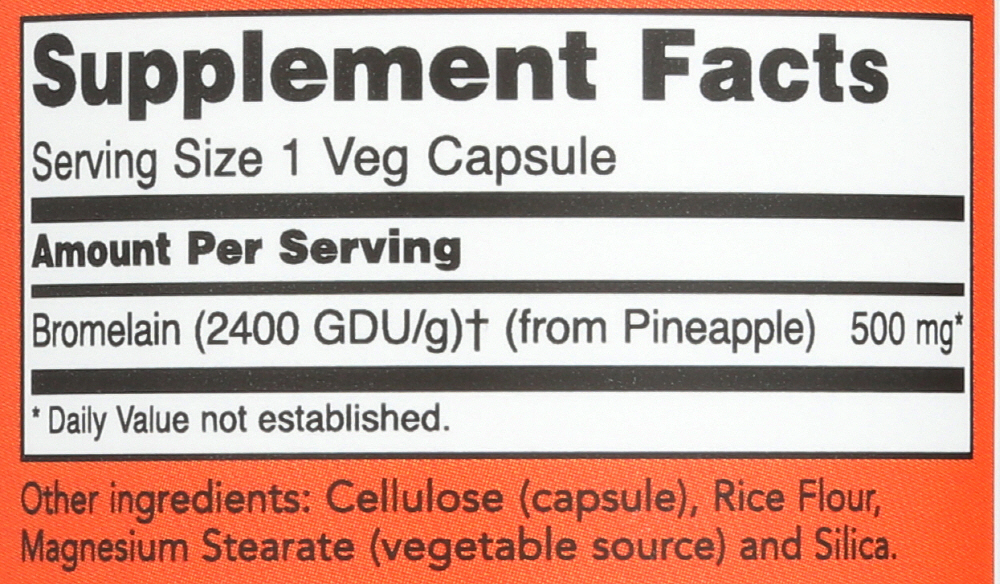 Supplement Facts
Serving Size 1 Veg Capsule
Amount Per Serving
Bromelain (2400 GDU/g)† (from Pineapple) 500 mg*
* Daily Value not established.
Other ingredients: Cellulose (capsule), Rice Flour,
Magnesium Stearate (vegetable source) and Silica.